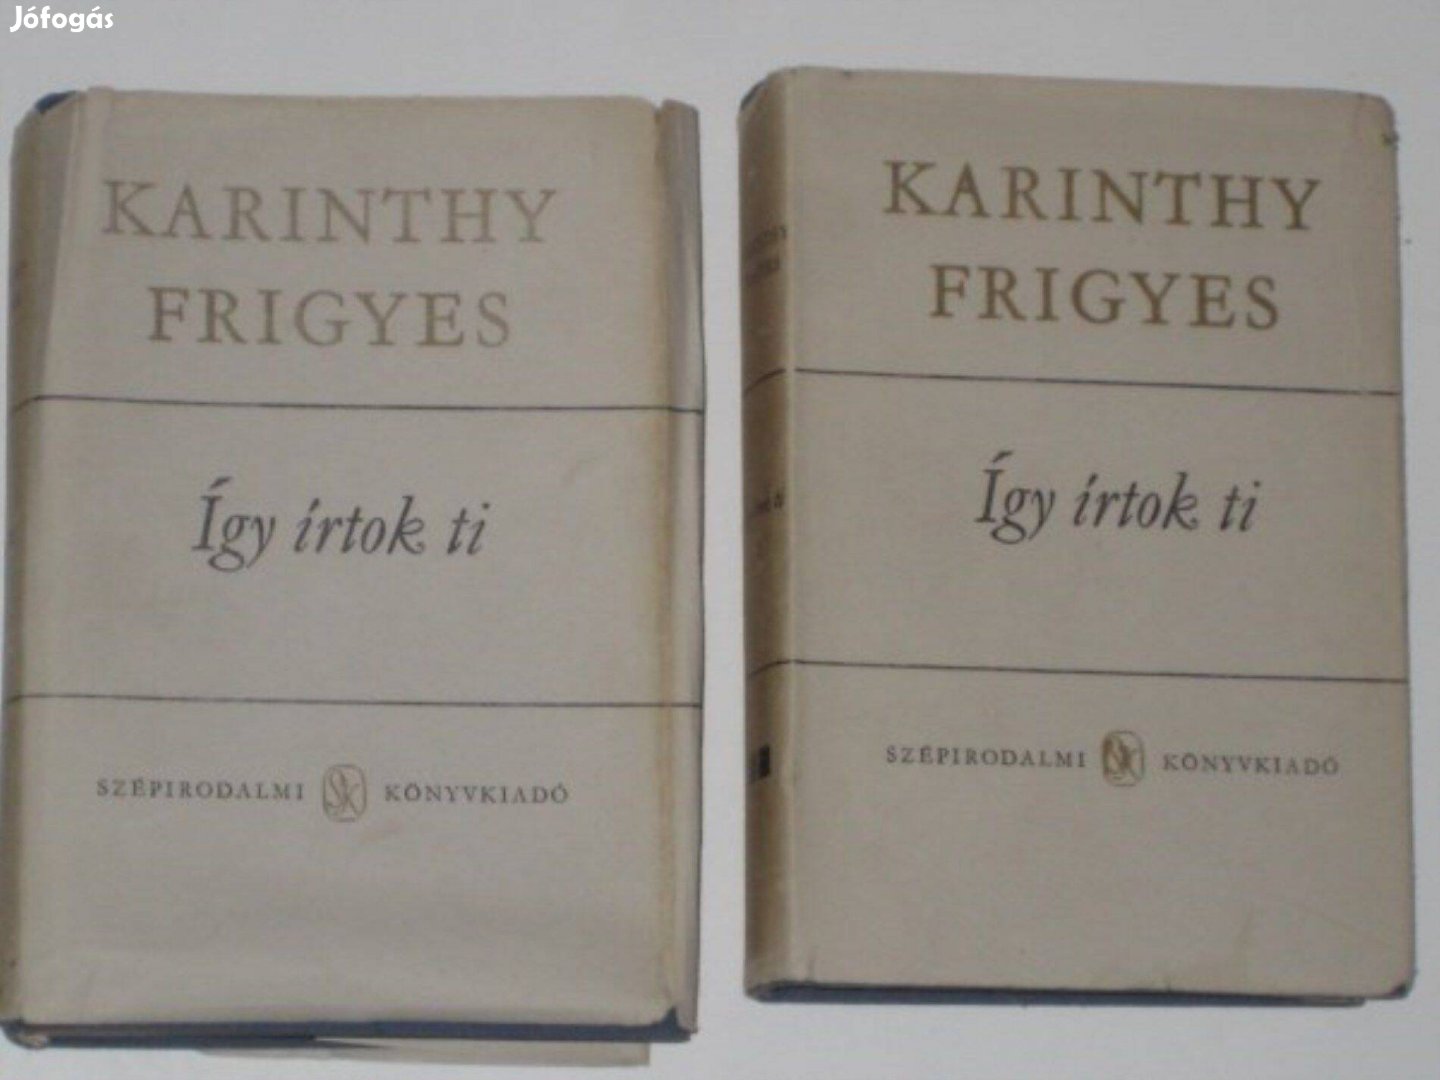 Jófogás
KARINTHY
FRIGYES
Így írtok ti
SZÉPIRODALMI KÖNYVKIADÓ
KARINTHY
FRIGYES
Így írtok ti
SZÉPIRODALMI KÖNYVKIADÓ